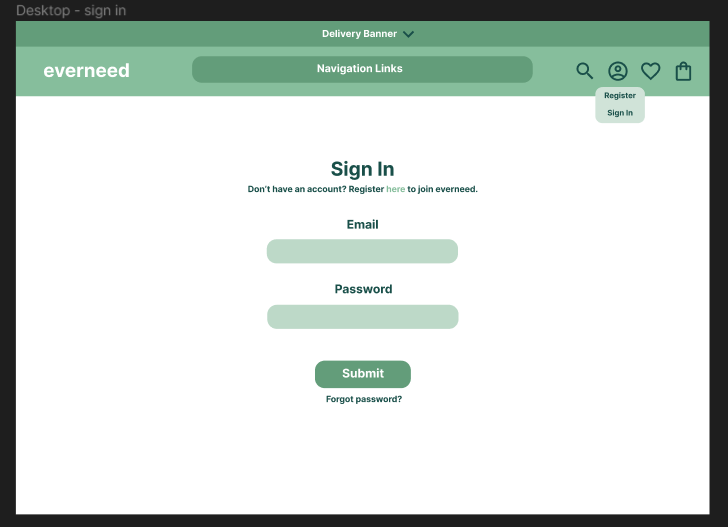 Desktop - sign in
Delivery Banner
everneed
Navigation Links
Register
Sign In
Sign In
Don't have an account? Register here to join everneed.
Email
Password
Submit
Forgot password?